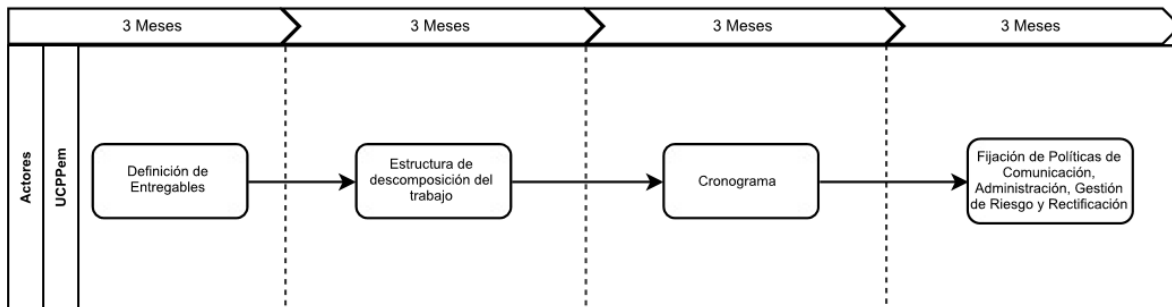 3 Meses
3 Meses
3 Meses
3 Meses
Actores
UCPPem
Definición de
Entregables
Estructura de
descomposición del
trabajo
Cronograma
Fijación de Políticas de
Comunicación,
Administración, Gestión
de Riesgo y Rectificación